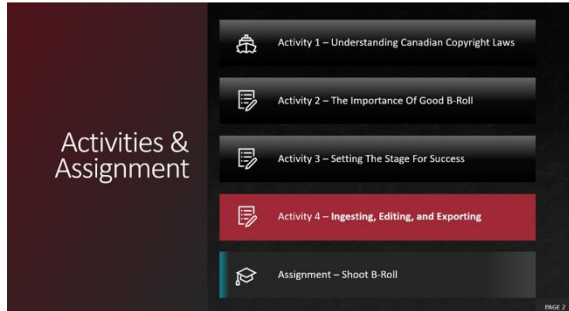 Activities &
Assignment
Activity 1 – Understanding Canadian Copyright Laws
Activity 2 – The Importance Of Good B-Roll
Activity 3 – Setting The Stage For Success
Activity 4 – Ingesting, Editing, and Exporting
Assignment – Shoot B-Roll
PAGE 2